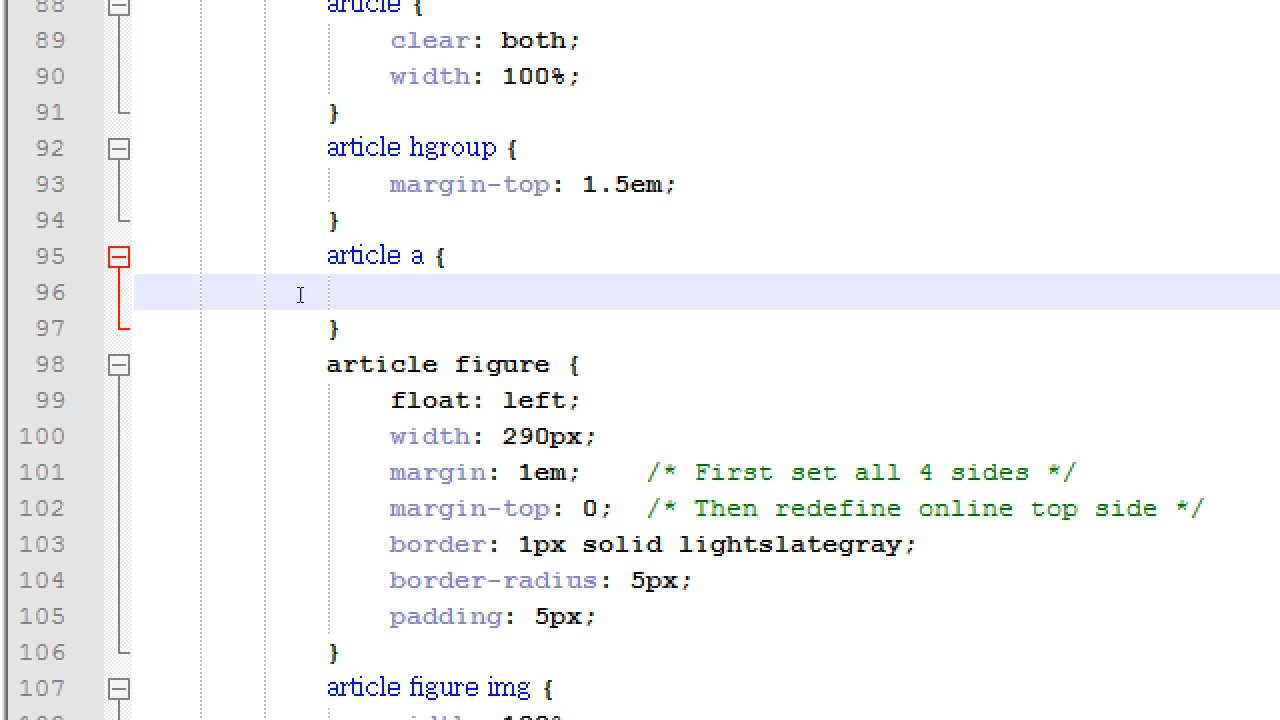 88 article {
89 clear: both;
90 width: 100%;
91 }
92 article hgroup {
93 margin-top: 1.5em;
94 }
95 article a {
96
97 }
98 article figure {
99 float: left;
100 width: 290px;
101 margin: 1em; /* First set all 4 sides */
102 margin-top: 0; /* Then redefine online top side */
103 border: 1px solid lightslategray;
104 border-radius: 5px;
105 padding: 5px;
106 }
107 article figure img {
108 width: 100%